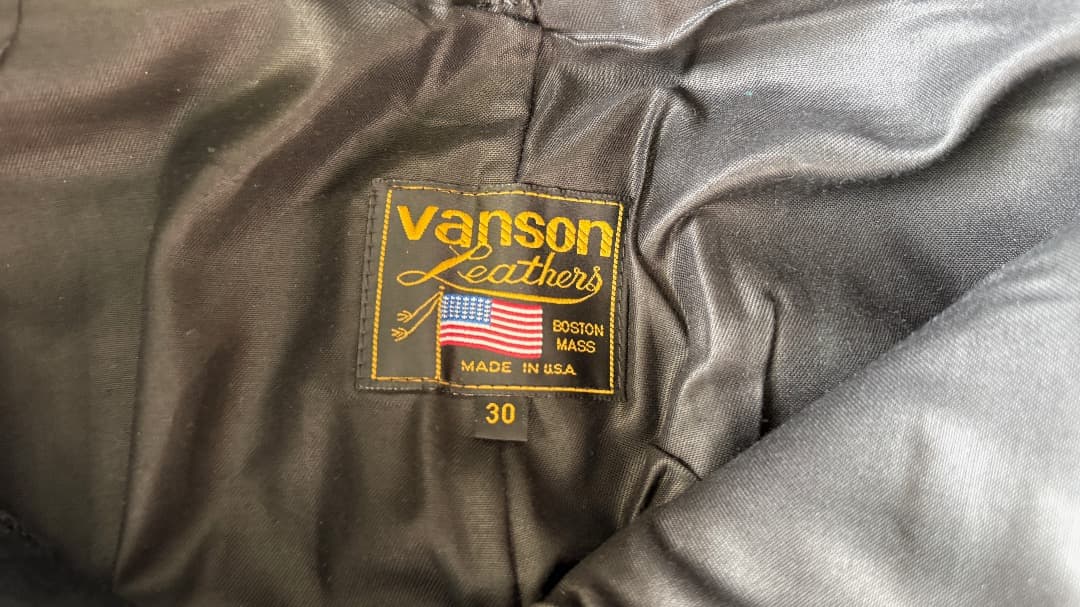 vanson
Leathers
BOSTON
MASS
MADE IN U.S.A
30